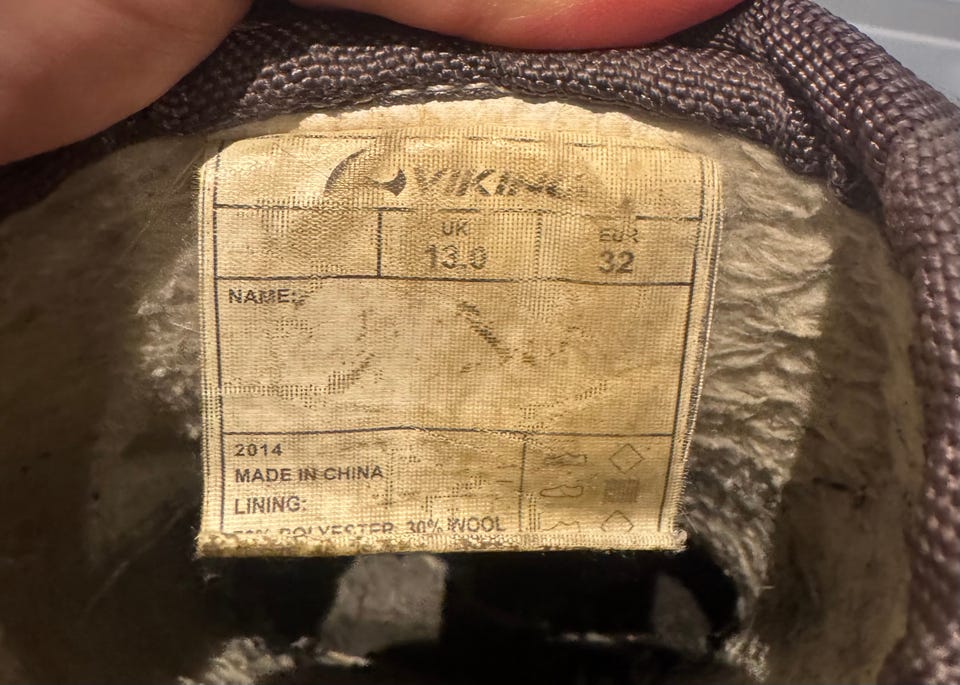 VIKING
UK EUR
13.0 32
NAME:
2014
MADE IN CHINA
LINING:
POLYESTER 30% WOOL